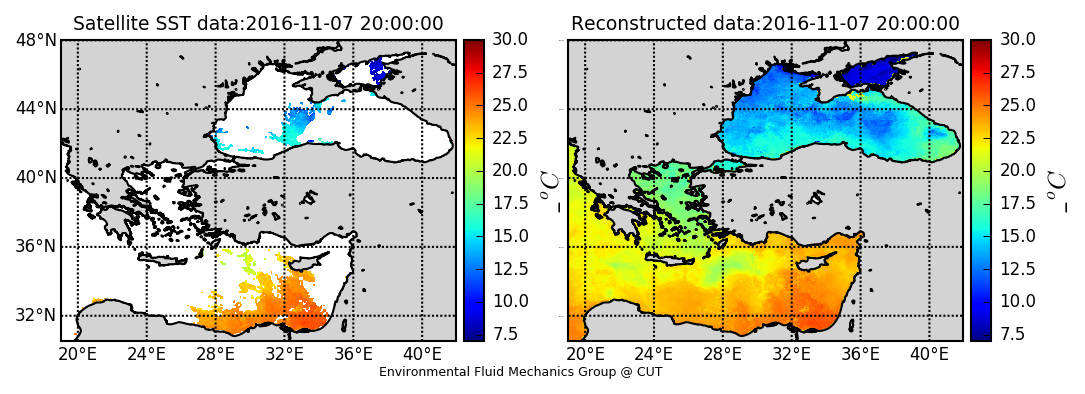 Satellite SST data:2016-11-07 20:00:00
48°N
44°N
40°N
36°N
32°N
20°E 24°E 28°E 32°E 36°E 40°E
30.0
27.5
25.0
22.5
20.0
17.5
15.0
12.5
10.0
7.5
°C
Reconstructed data:2016-11-07 20:00:00
20°E 24°E 28°E 32°E 36°E 40°E
30.0
27.5
25.0
22.5
20.0
17.5
15.0
12.5
10.0
7.5
°C
Environmental Fluid Mechanics Group @ CUT